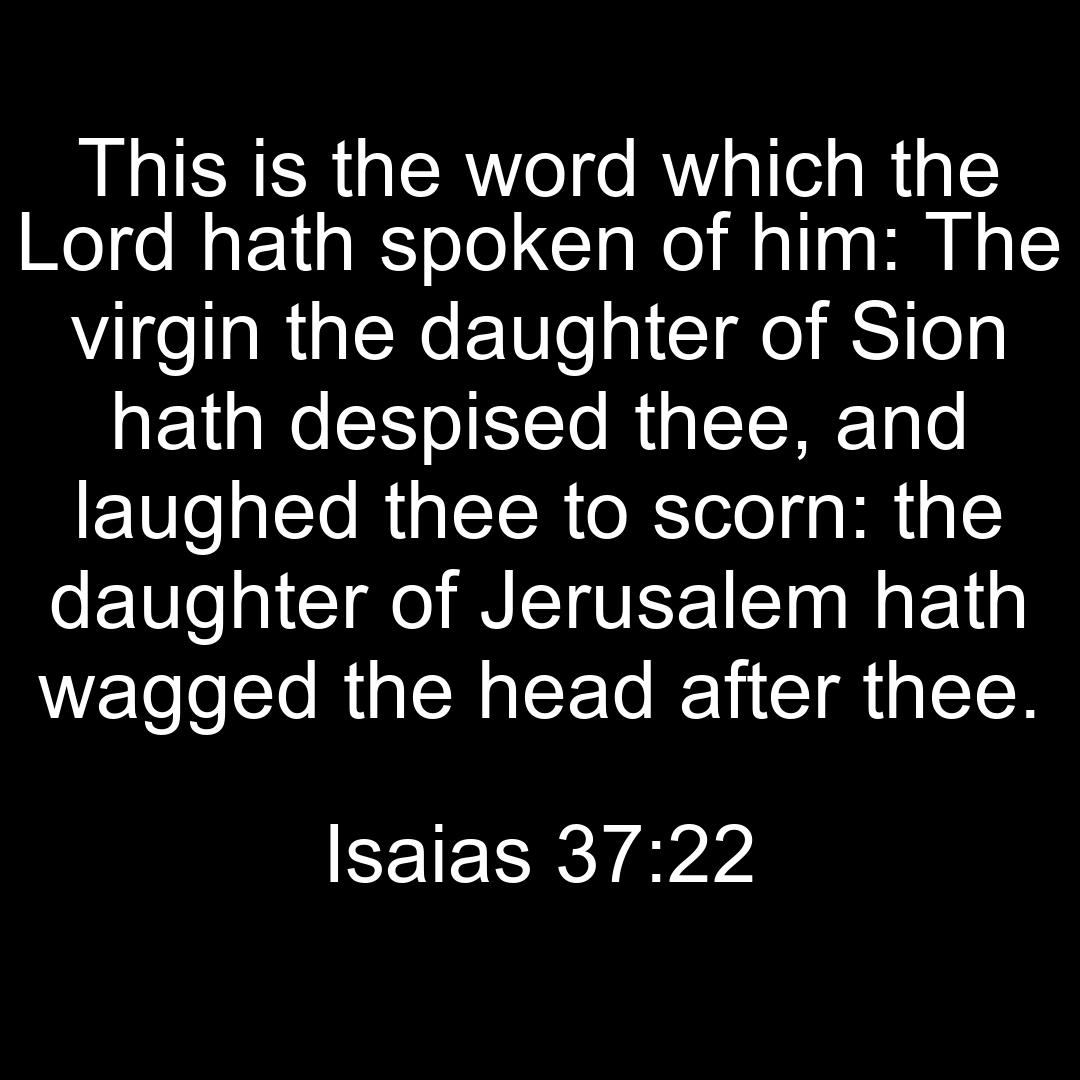 This is the word which the
Lord hath spoken of him: The
virgin the daughter of Sion
hath despised thee, and
laughed thee to scorn: the
daughter of Jerusalem hath
wagged the head after thee.
Isaias 37:22